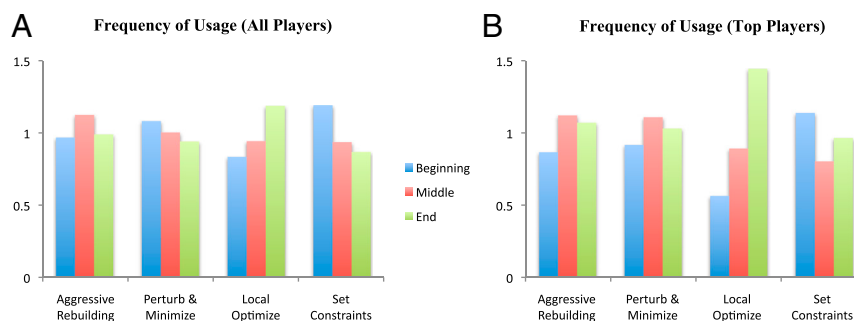 A
Frequency of Usage (All Players)
1.5
1
0.5
0
Aggressive Rebuilding
Perturb & Minimize
Local Optimize
Set Constraints
Beginning
Middle
End
B
Frequency of Usage (Top Players)
1.5
1
0.5
0
Aggressive Rebuilding
Perturb & Minimize
Local Optimize
Set Constraints